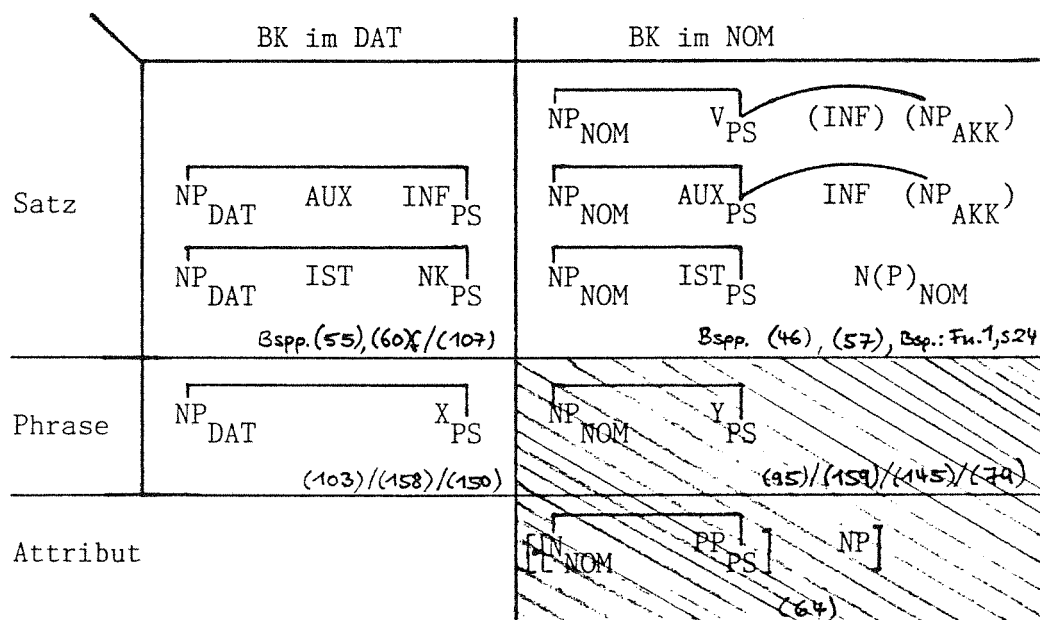 BK im DAT BK im NOM
NP NOM V PS (INF) (NP AKK)
Satz NP DAT AUX INF PS NP NOM AUX PS INF (NP AKK)
NP DAT IST NK PS NP NOM IST PS N(P) NOM
Bspp. (55), (60) /(107) Bspp. (46), (57), Bsp.: Fn.1, S.24
Phrase NP DAT X PS NP NOM Y PS
(103)/(158)/(150) (95)/(159)/(145)/(79)
Attribut [[N NOM PP PS] NP]
(64)